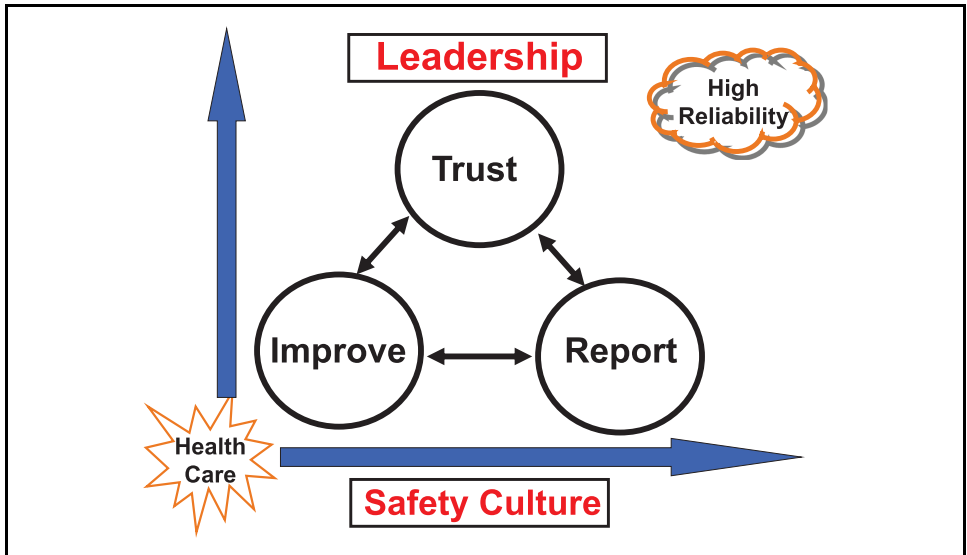 Leadership
High
Reliability
Trust
Improve
Report
Health
Care
Safety Culture